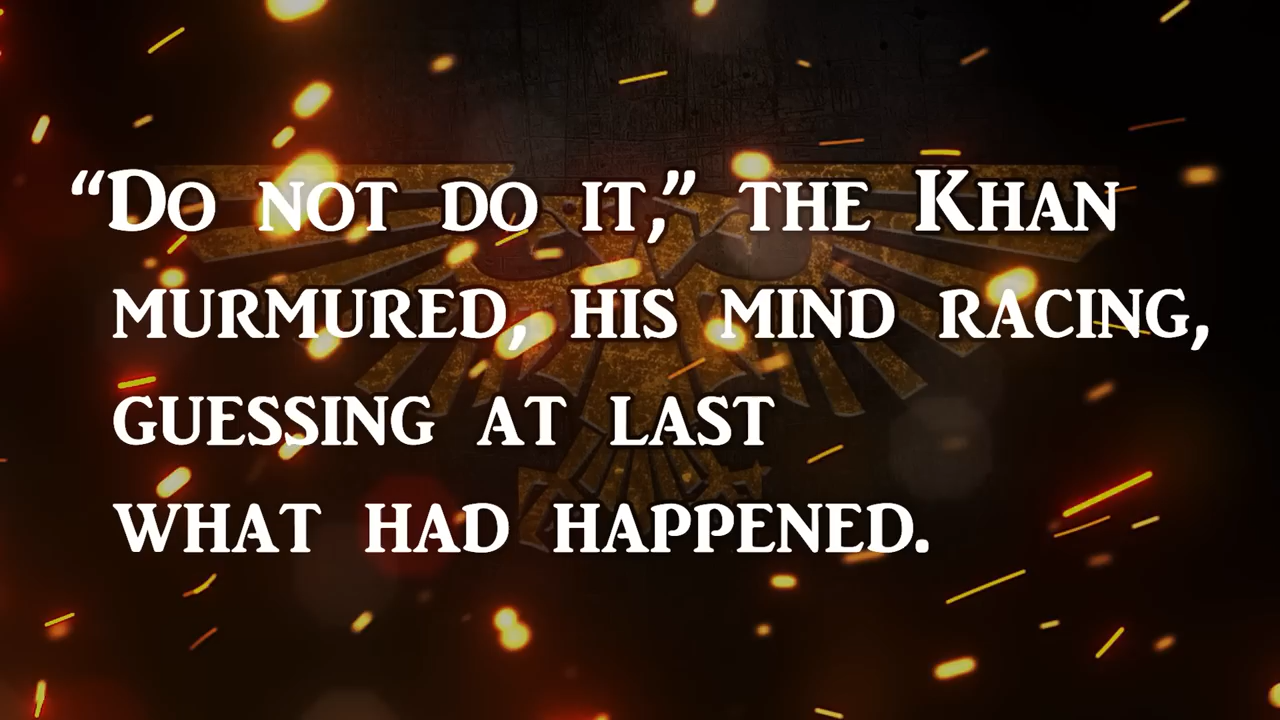 “Do not do it,” the Khan
murmured, his mind racing,
guessing at last
what had happened.